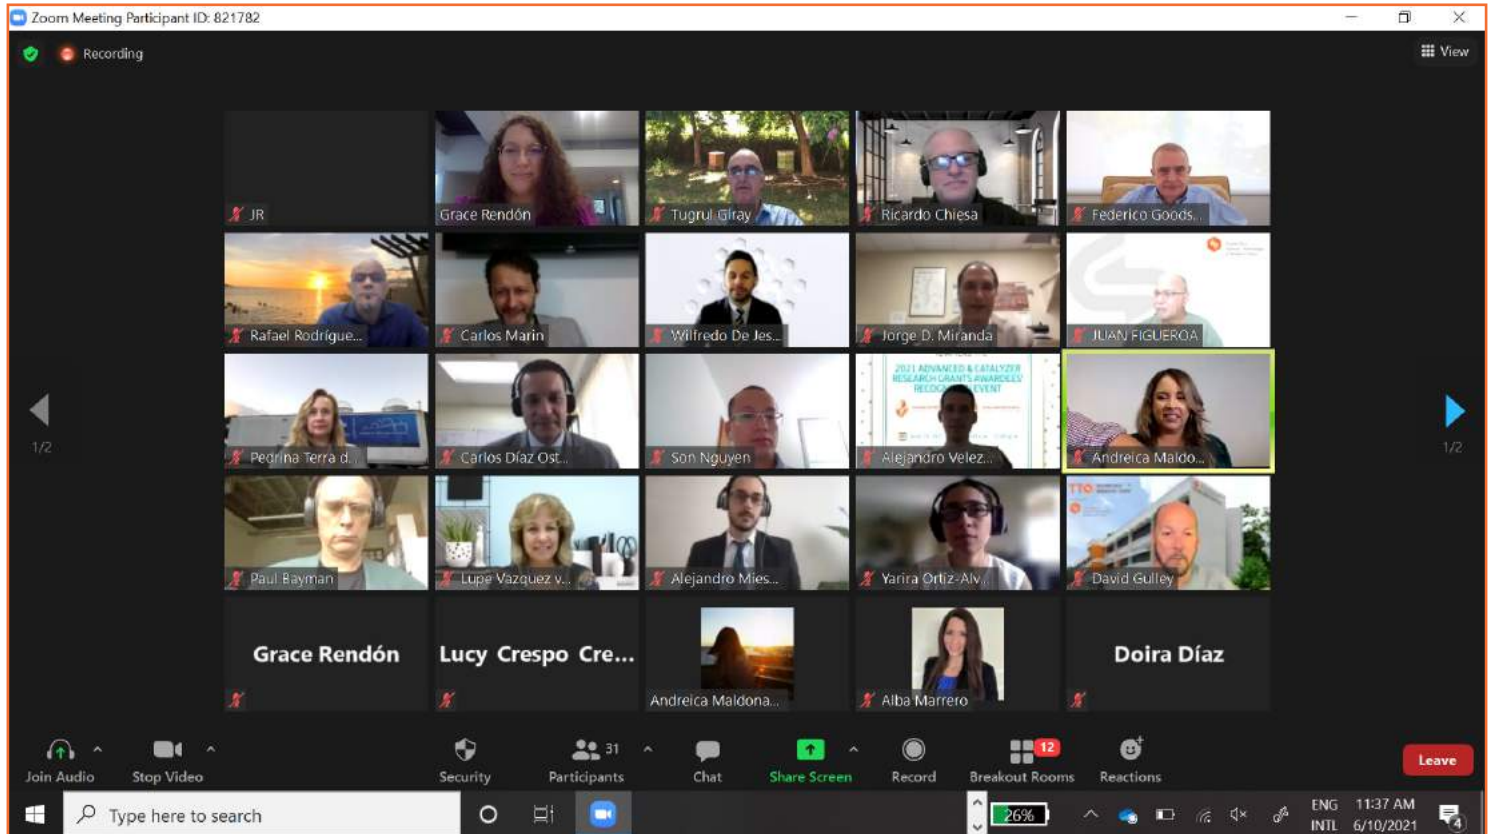 Zoom Meeting Participant ID: 821782
Recording
View
JR
Grace Rendón
Tugrul Giray
Ricardo Chiesa
Federico Goods...
Rafael Rodrígue...
Carlos Marin
Wilfredo De Jes...
Jorge D. Miranda
JUAN FIGUEROA
2021 ADVANCED & CATALYZER
RESEARCH GRANTS AWARDEES'
RECOGNITION EVENT
Pedrina Terra d...
Carlos Díaz Ost...
Son Nguyen
Alejandro Velez...
Andreica Maldo...
1/2
1/2
TTO
Paul Bayman
Lupe Vazquez v...
Alejandro Mies...
Yarira Ortiz-Alv...
David Gulley
Grace Rendón
Lucy Crespo Cre...
Andreica Maldona...
Alba Marrero
Doira Díaz
31
12
Join Audio
Stop Video
Security
Participants
Chat
Share Screen
Record
Breakout Rooms
Reactions
Leave
Type here to search
26%
ENG
INTL
11:37 AM
6/10/2021
4